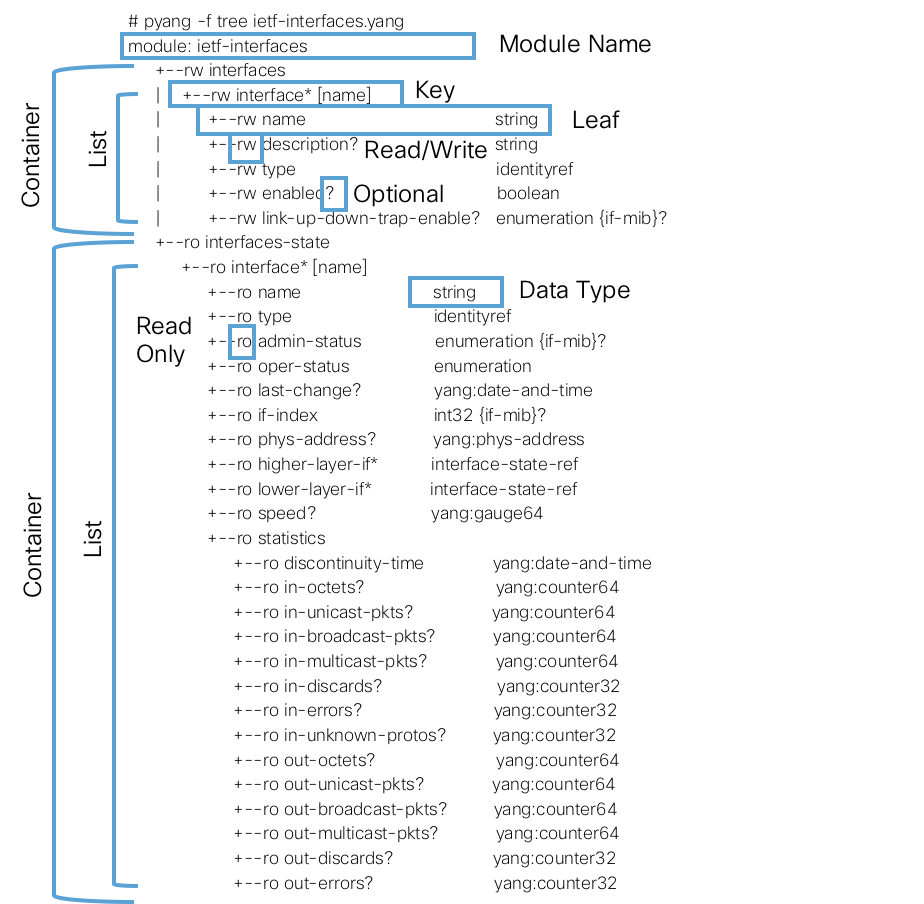 # pyang -f tree ietf-interfaces.yang
module: ietf-interfaces
Module Name
+--rw interfaces
| +--rw interface* [name]
Key
| +--rw name string
Leaf
| +--rw description? string
Read/Write
| +--rw type identityref
| +--rw enabled? boolean
Optional
| +--rw link-up-down-trap-enable? enumeration {if-mib}?
Container
List
+--ro interfaces-state
+--ro interface* [name]
+--ro name string
Data Type
+--ro type identityref
Read
Only
+--ro admin-status enumeration {if-mib}?
+--ro oper-status enumeration
+--ro last-change? yang:date-and-time
+--ro if-index int32 {if-mib}?
+--ro phys-address? yang:phys-address
+--ro higher-layer-if* interface-state-ref
+--ro lower-layer-if* interface-state-ref
+--ro speed? yang:gauge64
+--ro statistics
Container
List
+--ro discontinuity-time yang:date-and-time
+--ro in-octets? yang:counter64
+--ro in-unicast-pkts? yang:counter64
+--ro in-broadcast-pkts? yang:counter64
+--ro in-multicast-pkts? yang:counter64
+--ro in-discards? yang:counter32
+--ro in-errors? yang:counter32
+--ro in-unknown-protos? yang:counter32
+--ro out-octets? yang:counter64
+--ro out-unicast-pkts? yang:counter64
+--ro out-broadcast-pkts? yang:counter64
+--ro out-multicast-pkts? yang:counter64
+--ro out-discards? yang:counter32
+--ro out-errors? yang:counter32